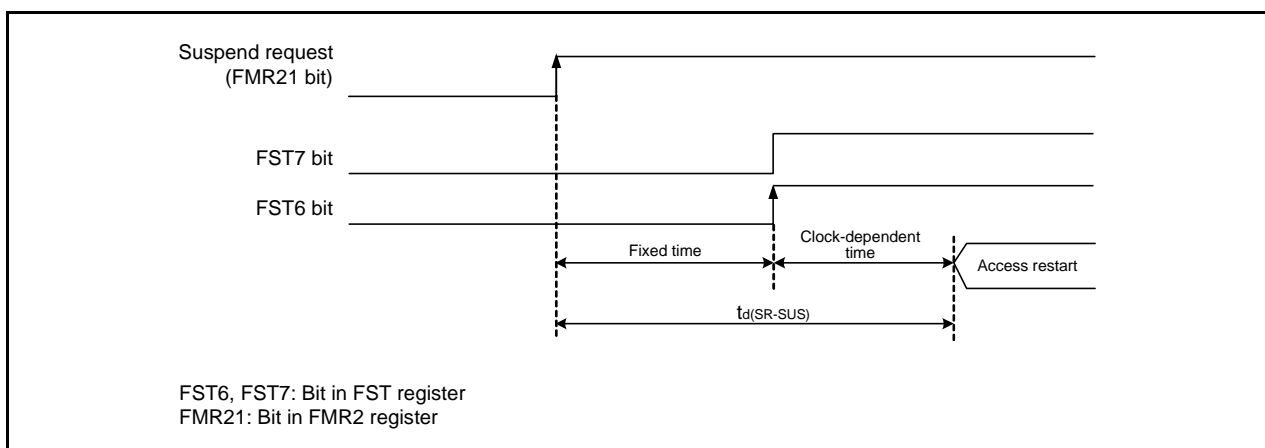 Suspend request
(FMR21 bit)
FST7 bit
FST6 bit
Fixed time
Clock-dependent
time
Access restart
td(SR-SUS)
FST6, FST7: Bit in FST register
FMR21: Bit in FMR2 register